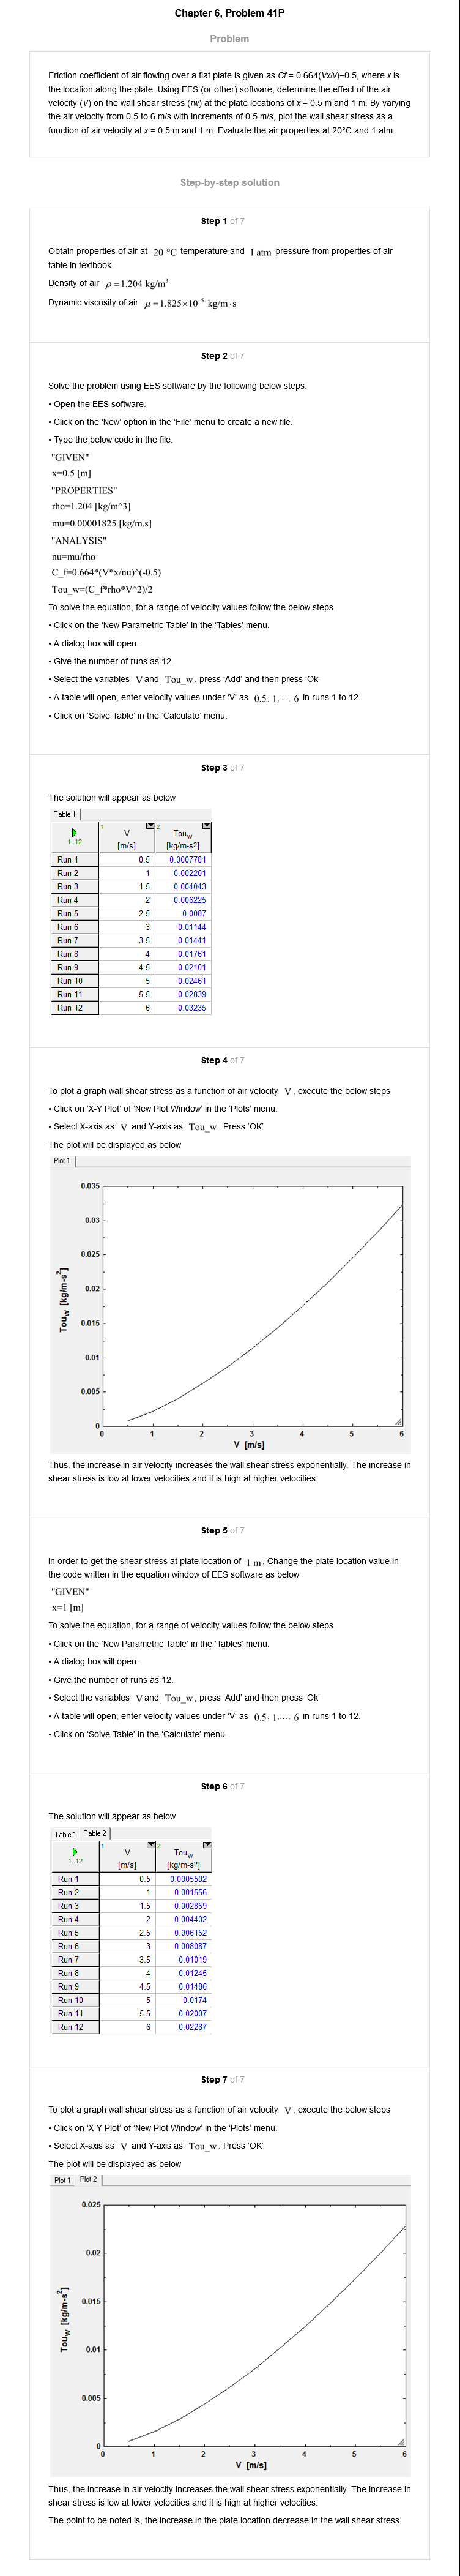 Chapter 6, Problem 41P
Problem
Friction coefficient of air flowing over a flat plate is given as Cf = 0.664(Vx/v)−0.5, where x is
the location along the plate. Using EES (or other) software, determine the effect of the air
velocity (V) on the wall shear stress (τw) at the plate locations of x = 0.5 m and 1 m. By varying
the air velocity from 0.5 to 6 m/s with increments of 0.5 m/s, plot the wall shear stress as a
function of air velocity at x = 0.5 m and 1 m. Evaluate the air properties at 20°C and 1 atm.
Step-by-step solution
Step 1 of 7
Obtain properties of air at 20 °C temperature and 1 atm pressure from properties of air
table in textbook.
Density of air ρ = 1.204 kg/m³
Dynamic viscosity of air μ = 1.825×10⁻⁵ kg/m·s
Step 2 of 7
Solve the problem using EES software by the following below steps.
• Open the EES software.
• Click on the 'New' option in the 'File' menu to create a new file.
• Type the below code in the file.
"GIVEN"
x=0.5 [m]
"PROPERTIES"
rho=1.204 [kg/m^3]
mu=0.00001825 [kg/m.s]
"ANALYSIS"
nu=mu/rho
C_f=0.664*(V*x/nu)^(-0.5)
Tou_w=(C_f*rho*V^2)/2
To solve the equation, for a range of velocity values follow the below steps
• Click on the 'New Parametric Table' in the 'Tables' menu.
• A dialog box will open.
• Give the number of runs as 12.
• Select the variables V and Tou_w, press 'Add' and then press 'Ok'
• A table will open, enter velocity values under 'V' as 0.5, 1,..., 6 in runs 1 to 12.
• Click on 'Solve Table' in the 'Calculate' menu.
Step 3 of 7
The solution will appear as below
Table 1
1..12 1 V [m/s] 2 Tou_w [kg/m-s2]
Run 1 0.5 0.0007781
Run 2 1 0.002201
Run 3 1.5 0.004043
Run 4 2 0.006225
Run 5 2.5 0.0087
Run 6 3 0.01144
Run 7 3.5 0.01441
Run 8 4 0.01761
Run 9 4.5 0.02101
Run 10 5 0.02461
Run 11 5.5 0.02839
Run 12 6 0.03235
Step 4 of 7
To plot a graph wall shear stress as a function of air velocity V, execute the below steps
• Click on 'X-Y Plot' of 'New Plot Window' in the 'Plots' menu.
• Select X-axis as V and Y-axis as Tou_w. Press 'OK'
The plot will be displayed as below
Plot 1
0.035
0.03
0.025
0.02
0.015
0.01
0.005
0
Tou_w [kg/m-s²]
0 1 2 3 4 5 6
V [m/s]
Thus, the increase in air velocity increases the wall shear stress exponentially. The increase in
shear stress is low at lower velocities and it is high at higher velocities.
Step 5 of 7
In order to get the shear stress at plate location of 1 m, Change the plate location value in
the code written in the equation window of EES software as below
"GIVEN"
x=1 [m]
To solve the equation, for a range of velocity values follow the below steps
• Click on the 'New Parametric Table' in the 'Tables' menu.
• A dialog box will open.
• Give the number of runs as 12.
• Select the variables V and Tou_w, press 'Add' and then press 'Ok'
• A table will open, enter velocity values under 'V' as 0.5, 1,..., 6 in runs 1 to 12.
• Click on 'Solve Table' in the 'Calculate' menu.
Step 6 of 7
The solution will appear as below
Table 1 Table 2
1..12 1 V [m/s] 2 Tou_w [kg/m-s2]
Run 1 0.5 0.0005502
Run 2 1 0.001556
Run 3 1.5 0.002859
Run 4 2 0.004402
Run 5 2.5 0.006152
Run 6 3 0.008087
Run 7 3.5 0.01019
Run 8 4 0.01245
Run 9 4.5 0.01486
Run 10 5 0.0174
Run 11 5.5 0.02007
Run 12 6 0.02287
Step 7 of 7
To plot a graph wall shear stress as a function of air velocity V, execute the below steps
• Click on 'X-Y Plot' of 'New Plot Window' in the 'Plots' menu.
• Select X-axis as V and Y-axis as Tou_w. Press 'OK'
The plot will be displayed as below
Plot 1 Plot 2
0.025
0.02
0.015
0.01
0.005
0
Tou_w [kg/m-s²]
0 1 2 3 4 5 6
V [m/s]
Thus, the increase in air velocity increases the wall shear stress exponentially. The increase in
shear stress is low at lower velocities and it is high at higher velocities.
The point to be noted is, the increase in the plate location decrease in the wall shear stress.